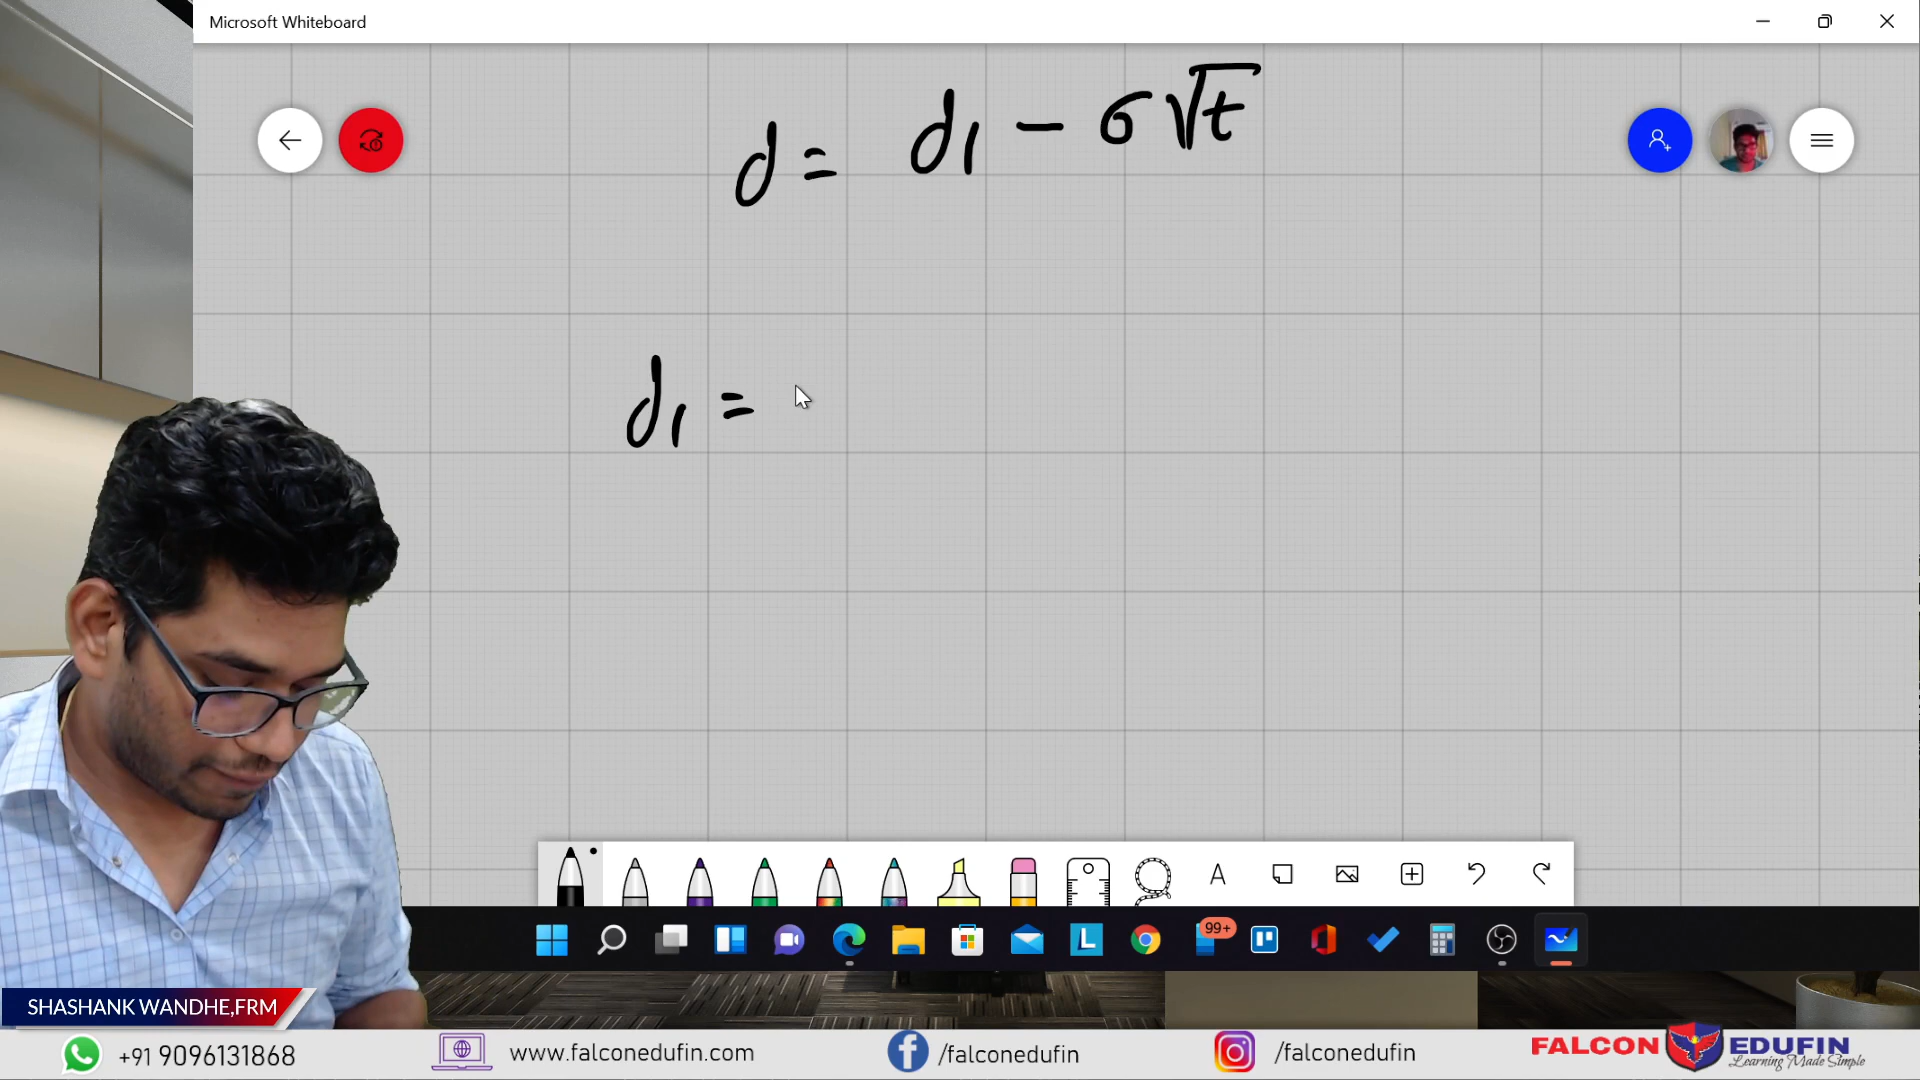 Microsoft Whiteboard
d = d1 - σ√t
d1 =
A
99+
L
SHASHANK WANDHE,FRM
+91 9096131868
www.falconedufin.com
/falconedufin
/falconedufin
FALCON EDUFIN
Learning Made Simple